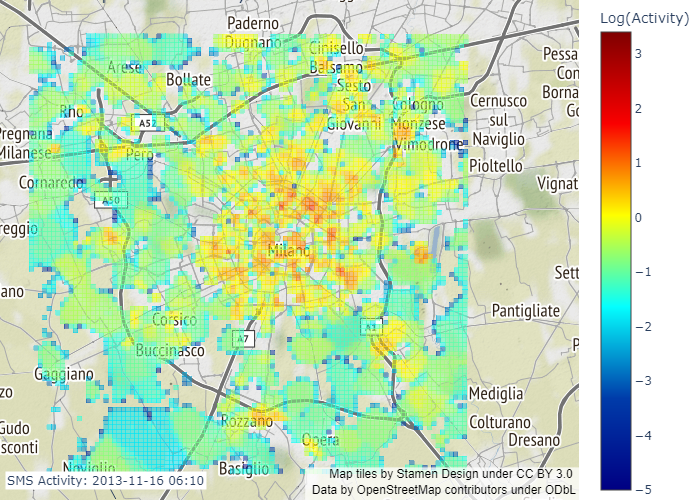 Log(Activity)
3
2
1
0
−1
−2
−3
−4
−5
Paderno
Dugnano
Cinisello
Balsamo
Arese
Bollate
Sesto
San
Giovanni
Cologno
Monzese
Vimodrone
Cernusco
sul
Naviglio
Pessa
Con
Borna
Go
Rho
A52
Pregnana
Milanese
Pero
Pioltello
Cornaredo
A50
Vignat
reggio
Milano
Sett
ano
Pantigliate
Corsico
Buccinasco
A7
A1
P
Gaggiano
zzo
Mediglia
Rozzano
Opera
Colturano
Dresano
Gudo
sconti
Noviglio
Basiglio
SMS Activity: 2013-11-16 06:10
Map tiles by Stamen Design under CC BY 3.0
Data by OpenStreetMap contributors under ODbL